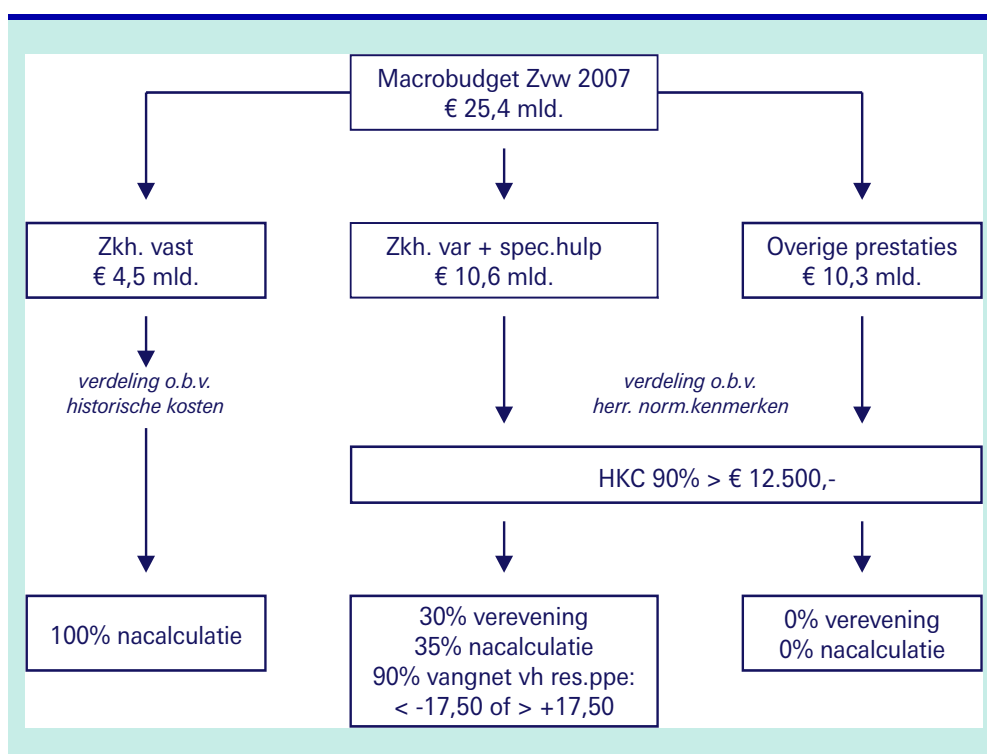 Macrobudget Zvw 2007
€ 25,4 mld.
Zkh. vast
€ 4,5 mld.
Zkh. var + spec.hulp
€ 10,6 mld.
Overige prestaties
€ 10,3 mld.
verdeling o.b.v.
historische kosten
verdeling o.b.v.
herr. norm.kenmerken
HKC 90% > € 12.500,-
100% nacalculatie
30% verevening
35% nacalculatie
90% vangnet vh res.ppe:
< -17,50 of > +17,50
0% verevening
0% nacalculatie